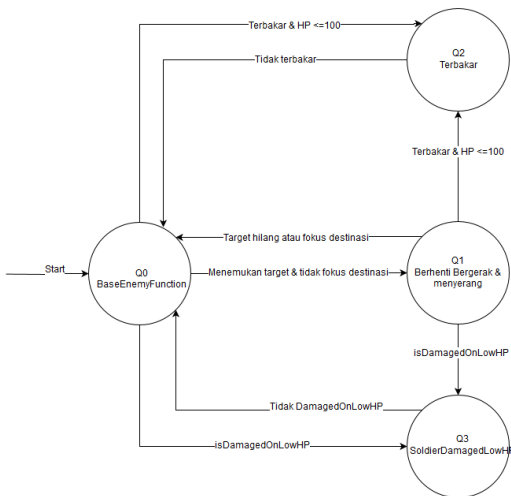 Terbakar & HP <=100
Q2
Terbakar
Tidak terbakar
Terbakar & HP <=100
Target hilang atau fokus destinasi
Q0
BaseEnemyFunction
Q1
Berhenti Bergerak &
menyerang
Start
Menemukan target & tidak fokus destinasi
isDamagedOnLowHP
Tidak DamagedOnLowHP
Q3
SoldierDamagedLowHP
isDamagedOnLowHP